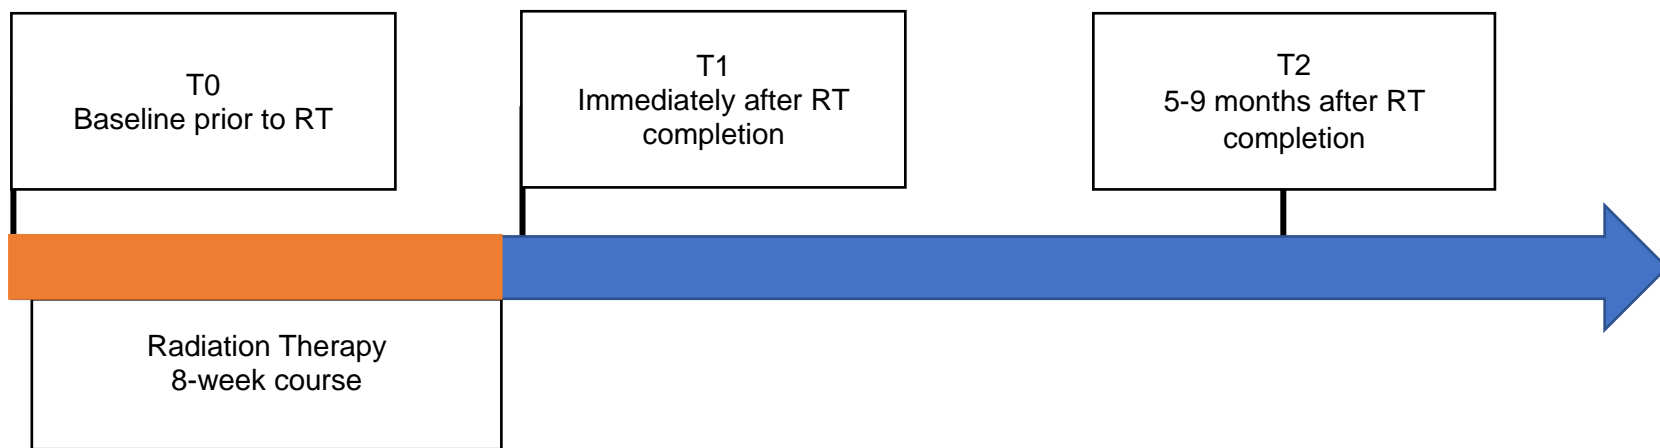 T0
Baseline prior to RT
T1
Immediately after RT
completion
T2
5-9 months after RT
completion
Radiation Therapy
8-week course